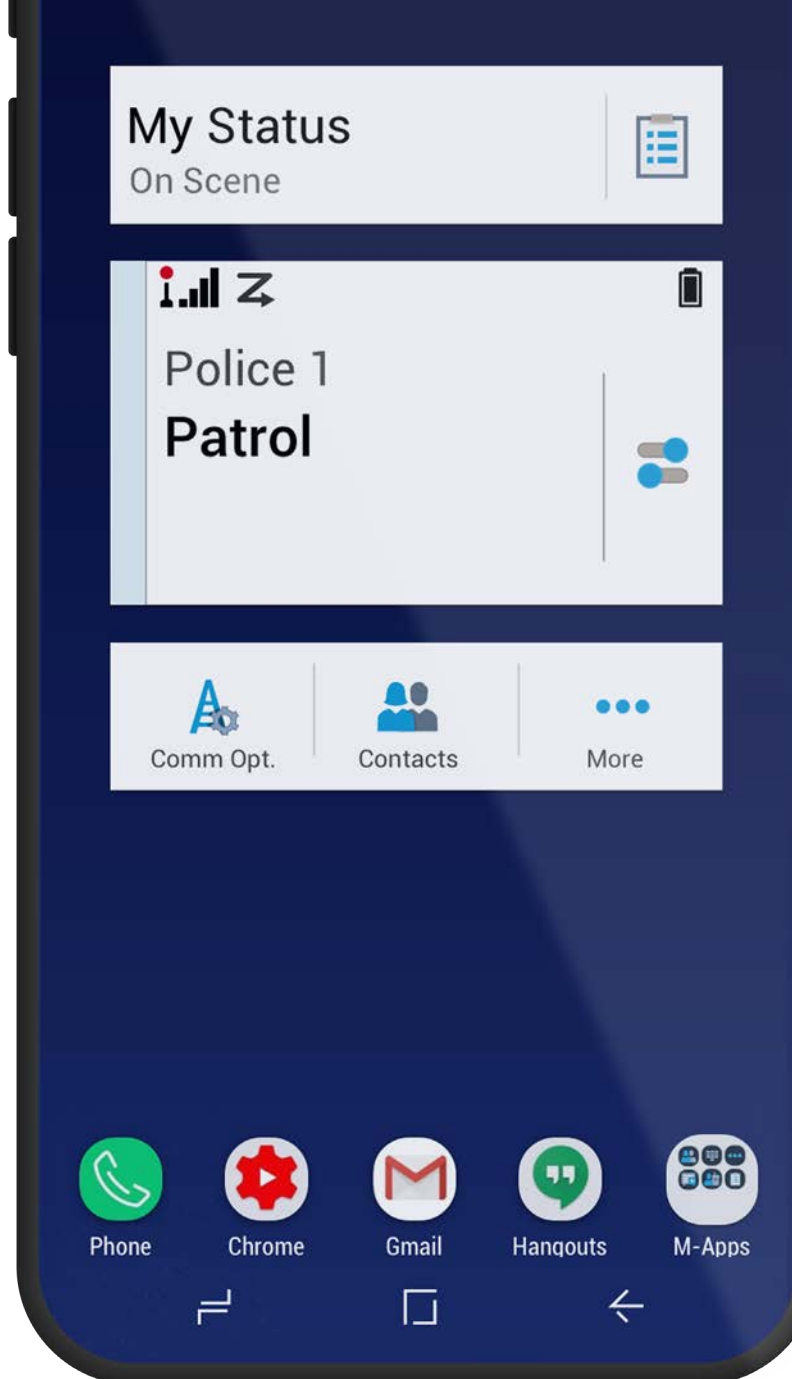 My Status
On Scene
Police 1
Patrol
Comm Opt.
Contacts
More
Phone
Chrome
Gmail
Hangouts
M-Apps